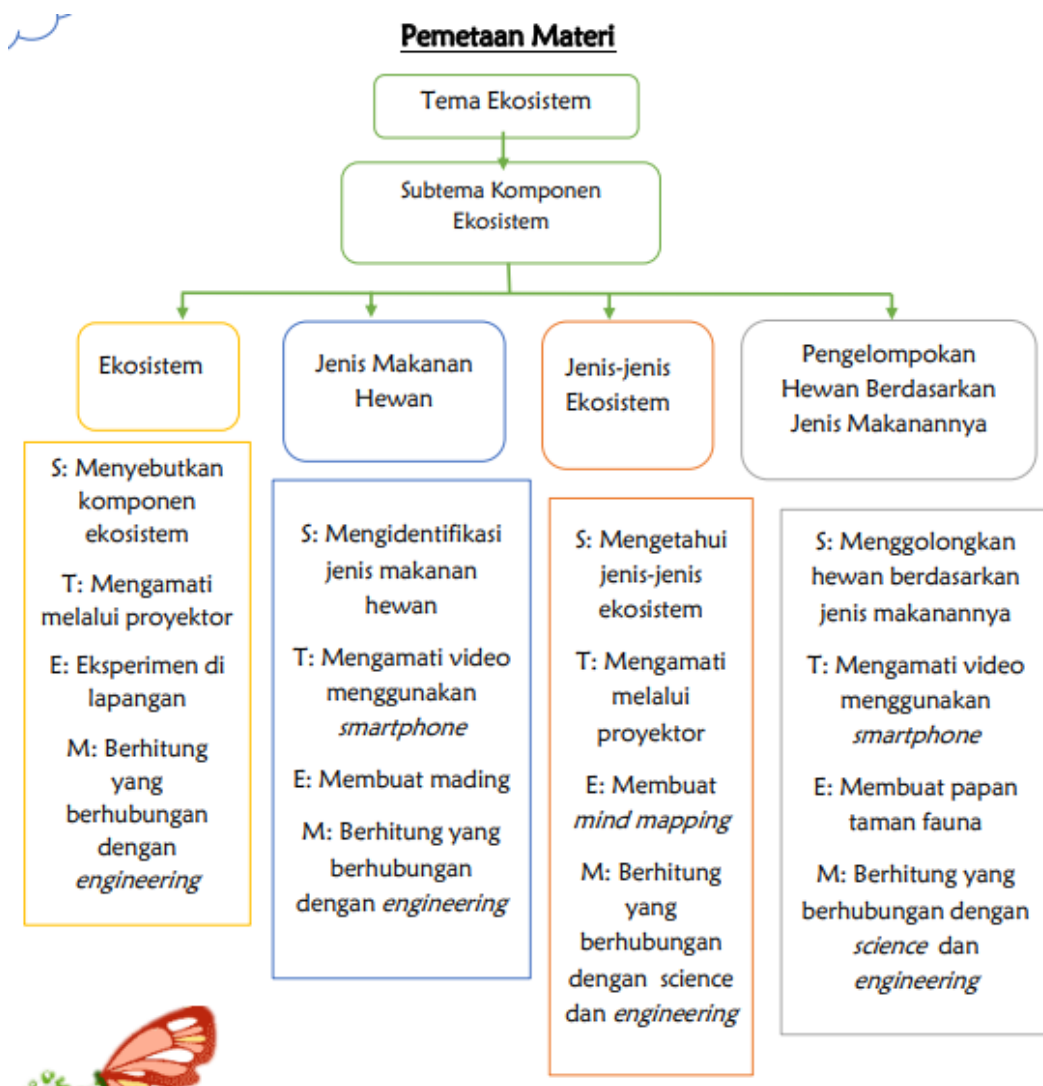 Pemetaan Materi
Tema Ekosistem
Subtema Komponen
Ekosistem
Ekosistem
Jenis Makanan
Hewan
Jenis-jenis
Ekosistem
Pengelompokan
Hewan Berdasarkan
Jenis Makanannya
S: Menyebutkan
komponen
ekosistem
T: Mengamati
melalui proyektor
E: Eksperimen di
lapangan
M: Berhitung
yang
berhubungan
dengan
engineering
S: Mengidentifikasi
jenis makanan
hewan
T: Mengamati video
menggunakan
smartphone
E: Membuat mading
M: Berhitung yang
berhubungan
dengan engineering
S: Mengetahui
jenis-jenis
ekosistem
T: Mengamati
melalui
proyektor
E: Membuat
mind mapping
M: Berhitung
yang
berhubungan
dengan science
dan engineering
S: Menggolongkan
hewan berdasarkan
jenis makanannya
T: Mengamati video
menggunakan
smartphone
E: Membuat papan
taman fauna
M: Berhitung yang
berhubungan dengan
science dan
engineering